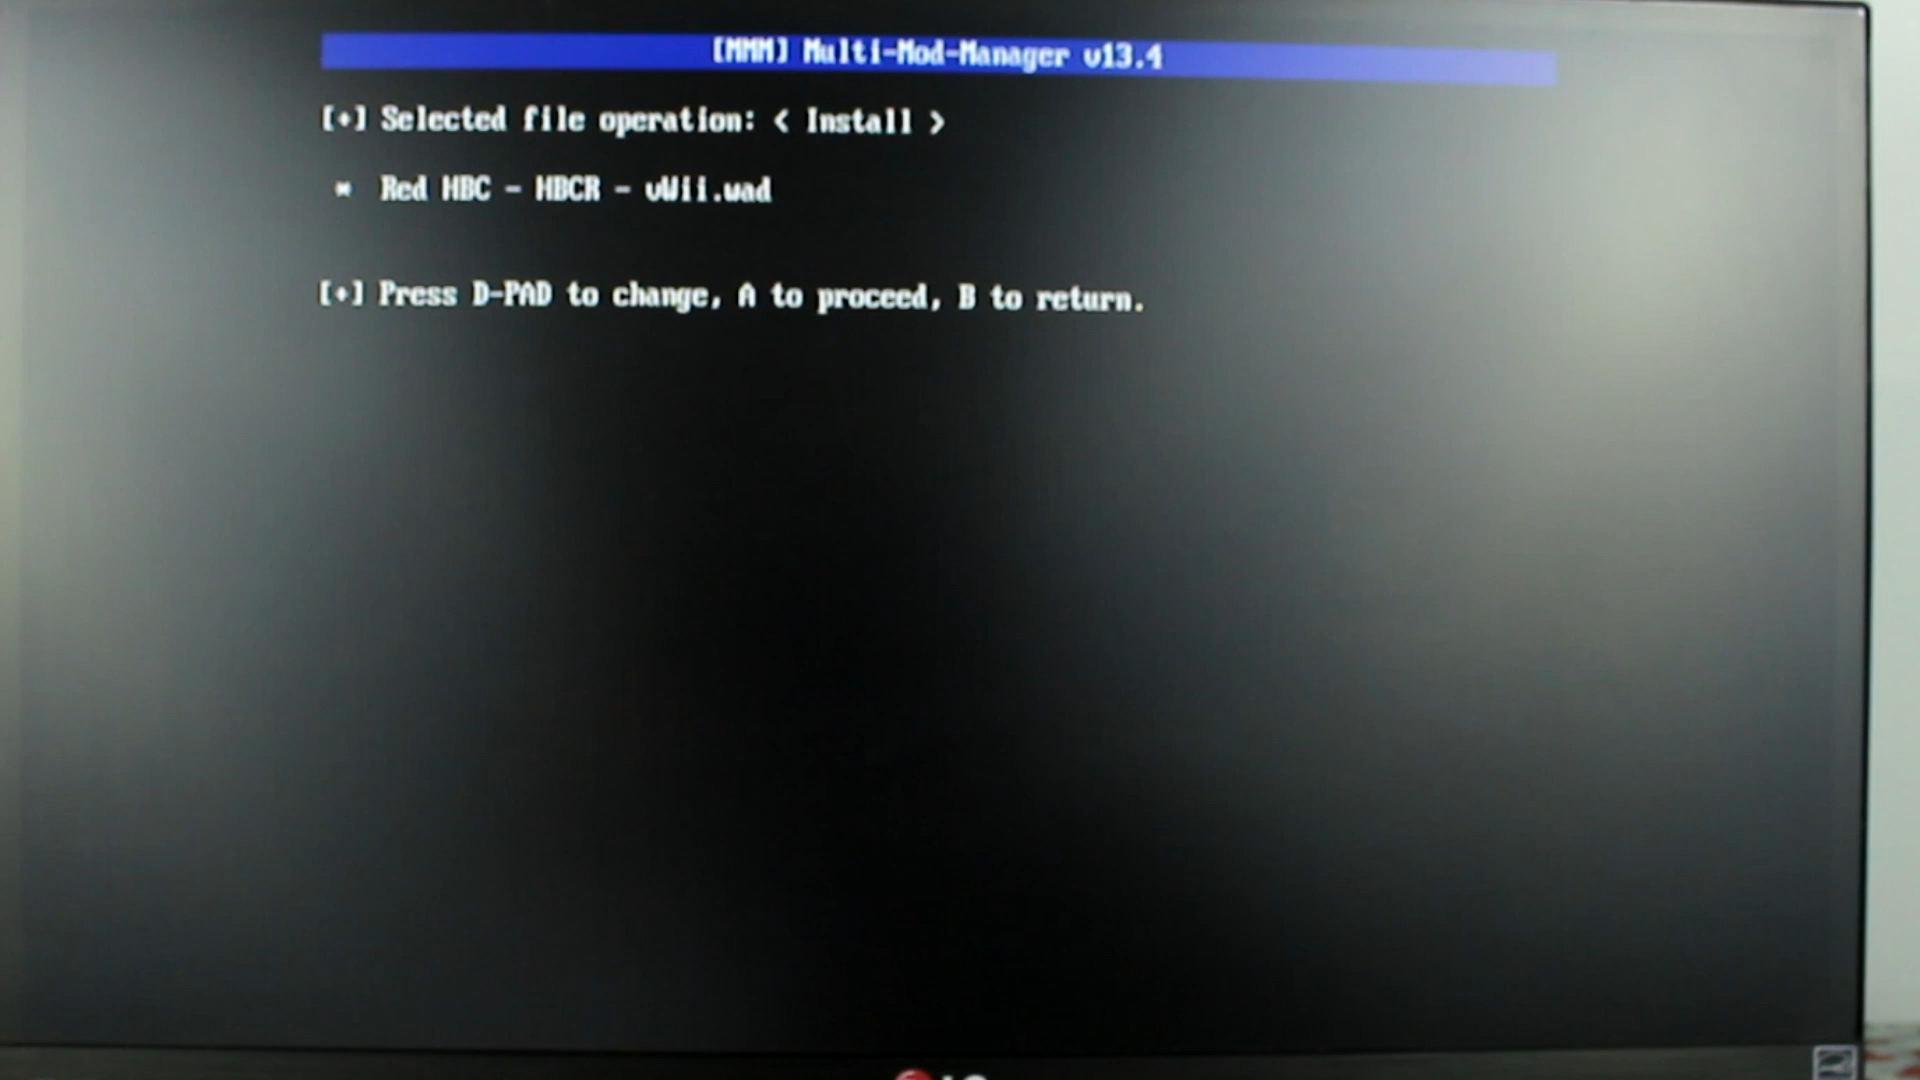 [MMM] Multi-Mod-Manager v13.4
[+] Selected file operation: < Install >
* Red HBC - HBCR - vWii.wad
[+] Press D-PAD to change, A to proceed, B to return.
LG